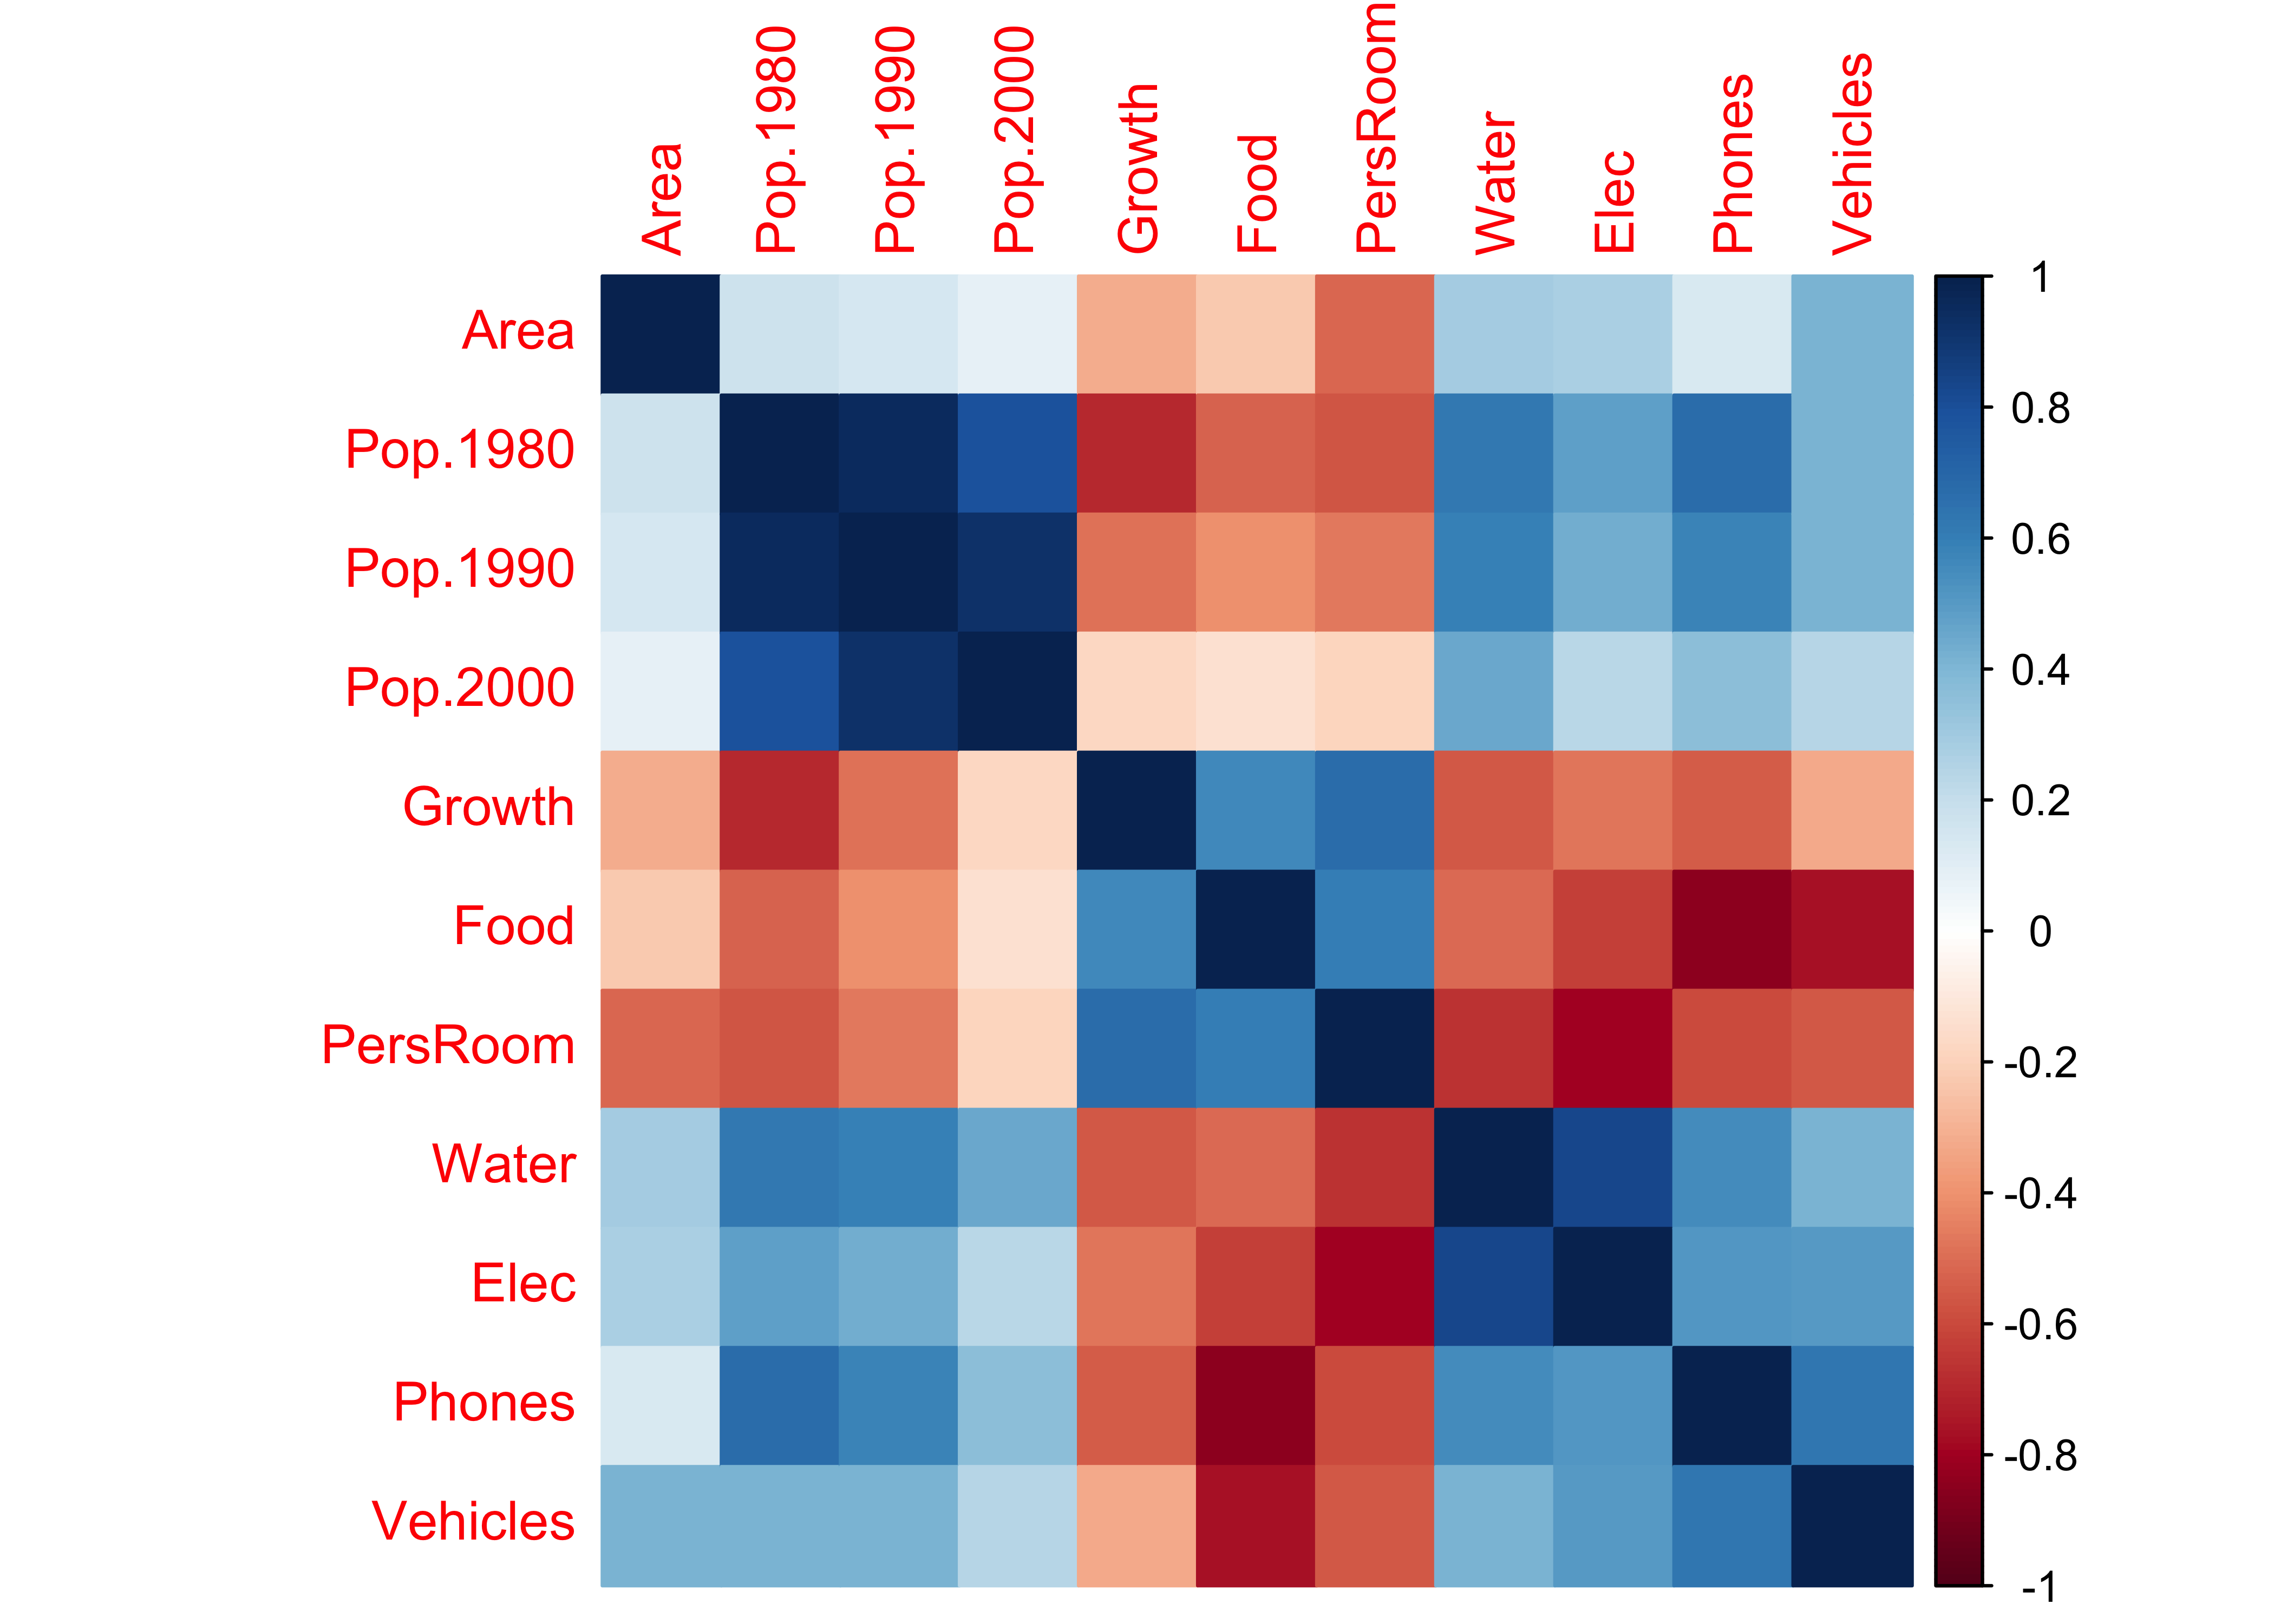 Area
Pop.1980
Pop.1990
Pop.2000
Growth
Food
PersRoom
Water
Elec
Phones
Vehicles
Area
Pop.1980
Pop.1990
Pop.2000
Growth
Food
PersRoom
Water
Elec
Phones
Vehicles
1
0.8
0.6
0.4
0.2
0
-0.2
-0.4
-0.6
-0.8
-1